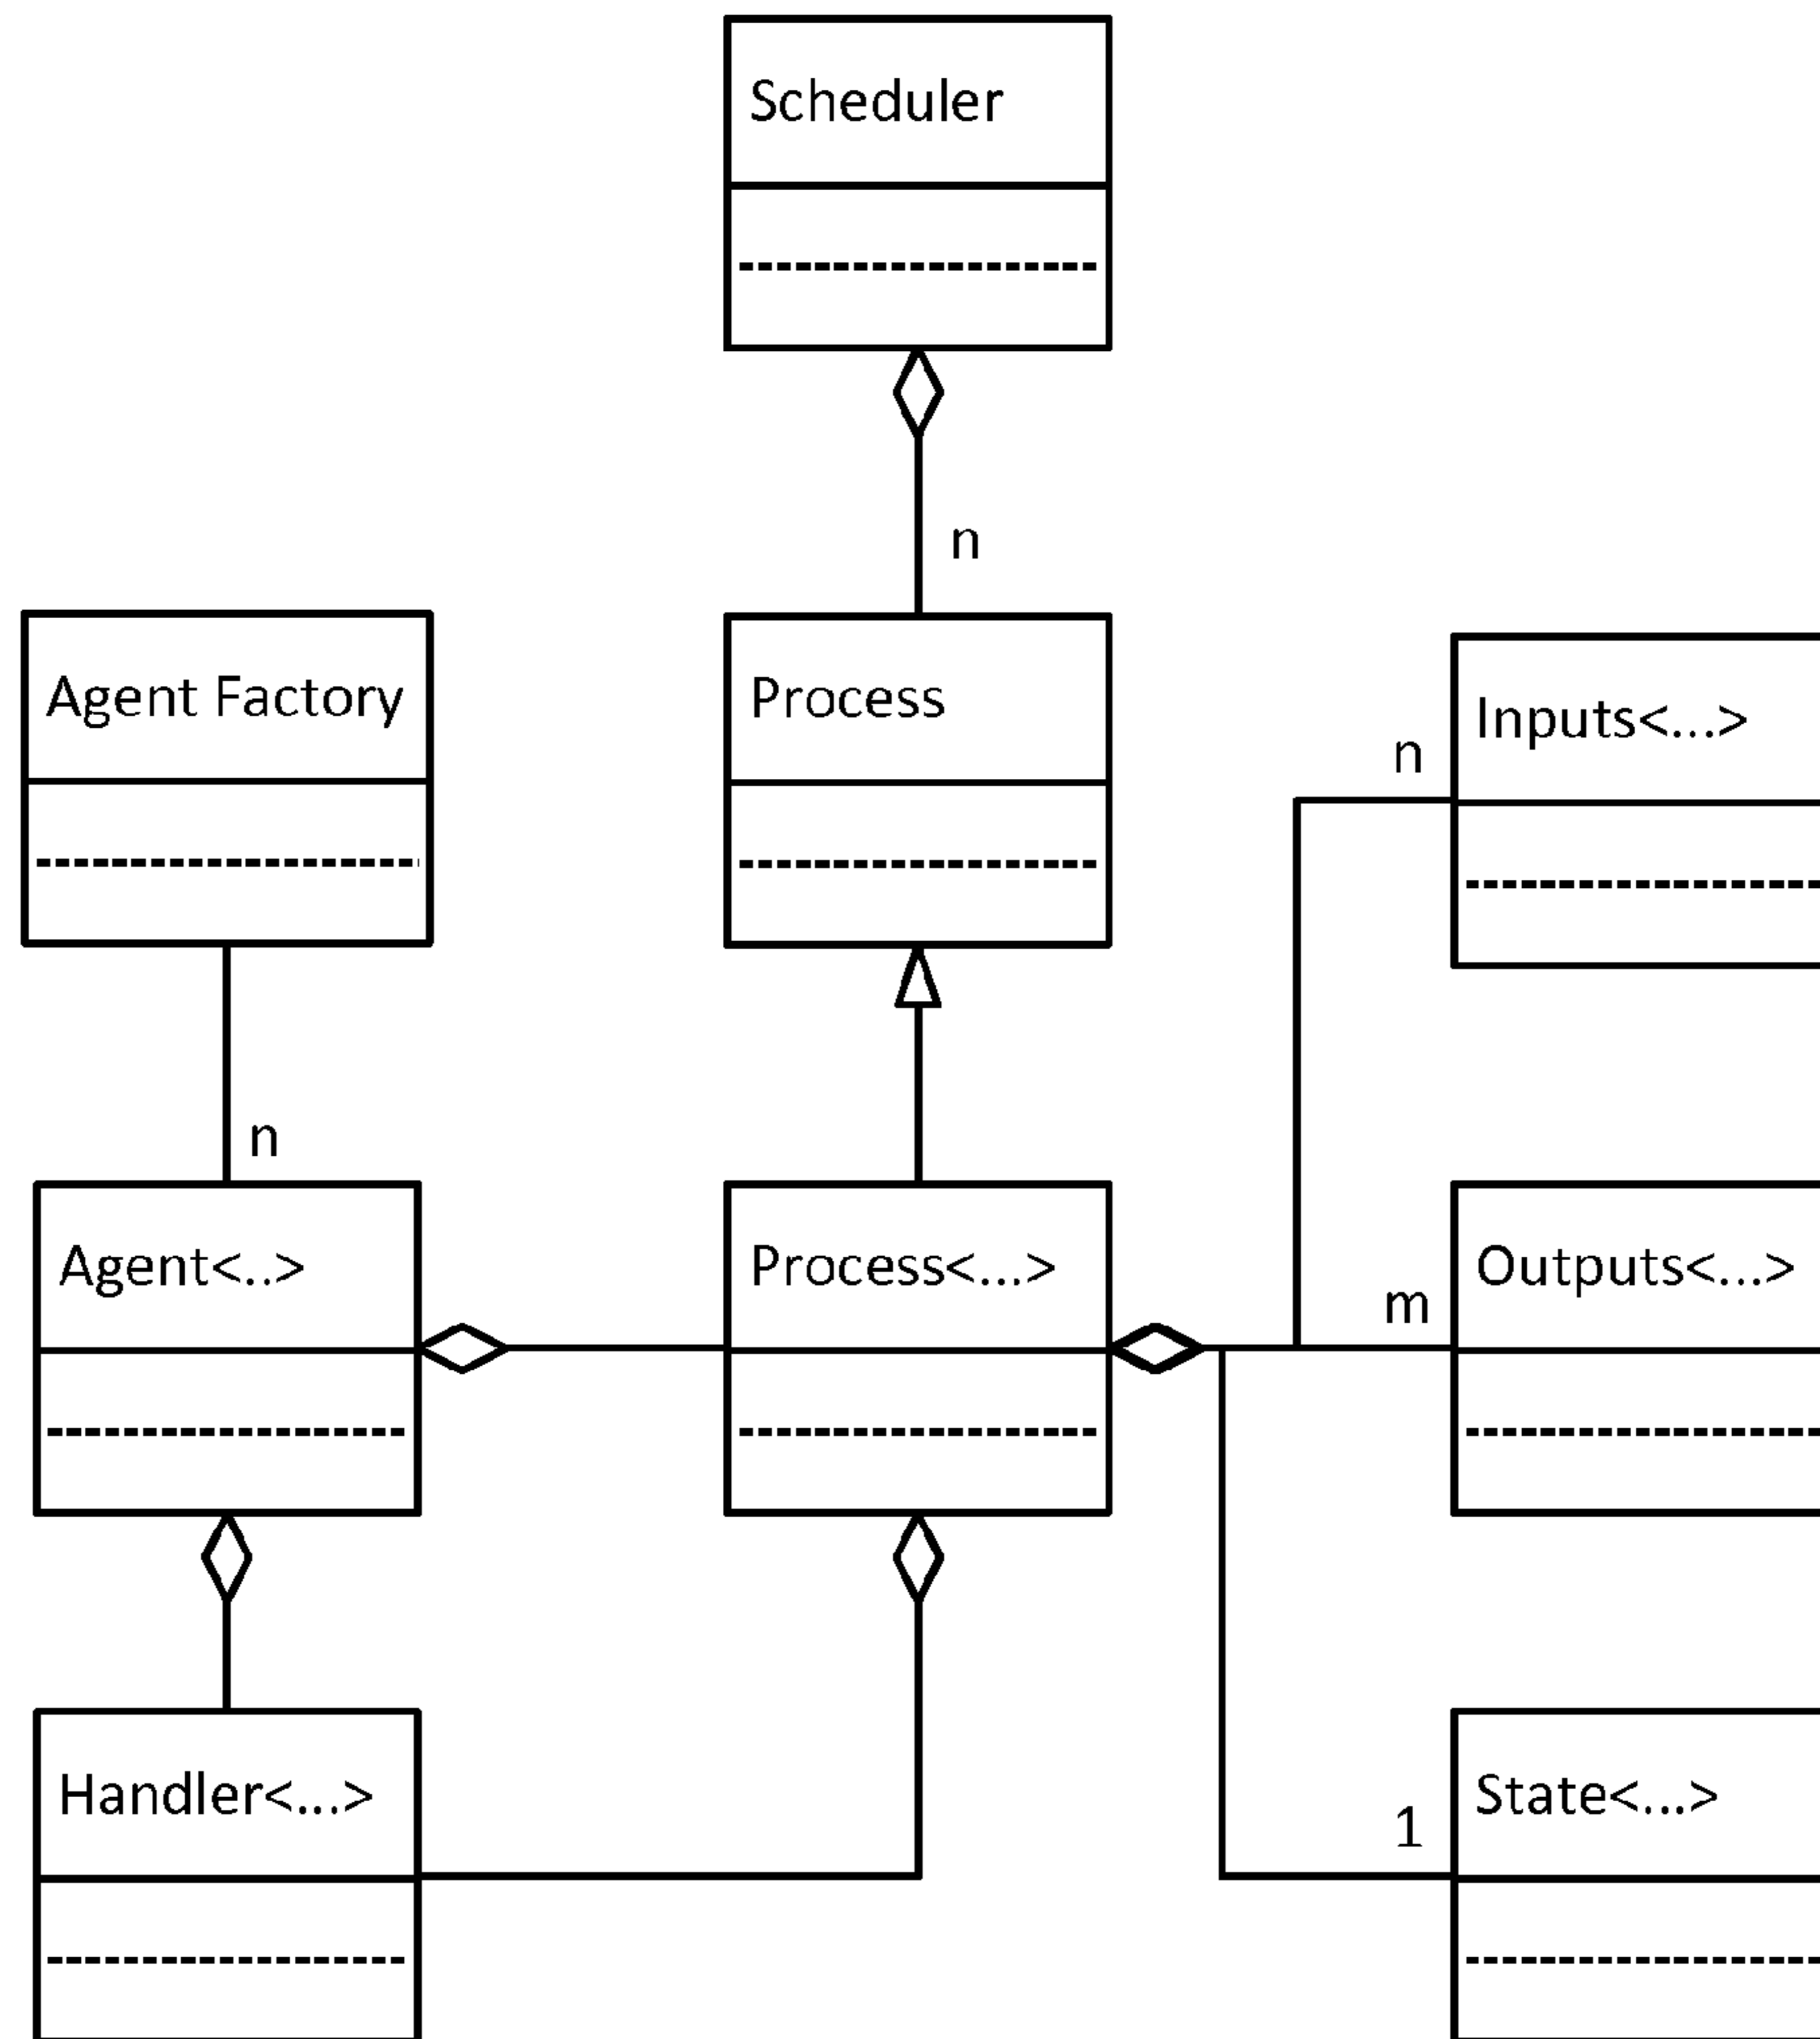 Scheduler
n
Agent Factory
Process
Inputs<...>
n
n
Agent<..>
Process<...>
Outputs<...>
m
Handler<...>
State<...>
1